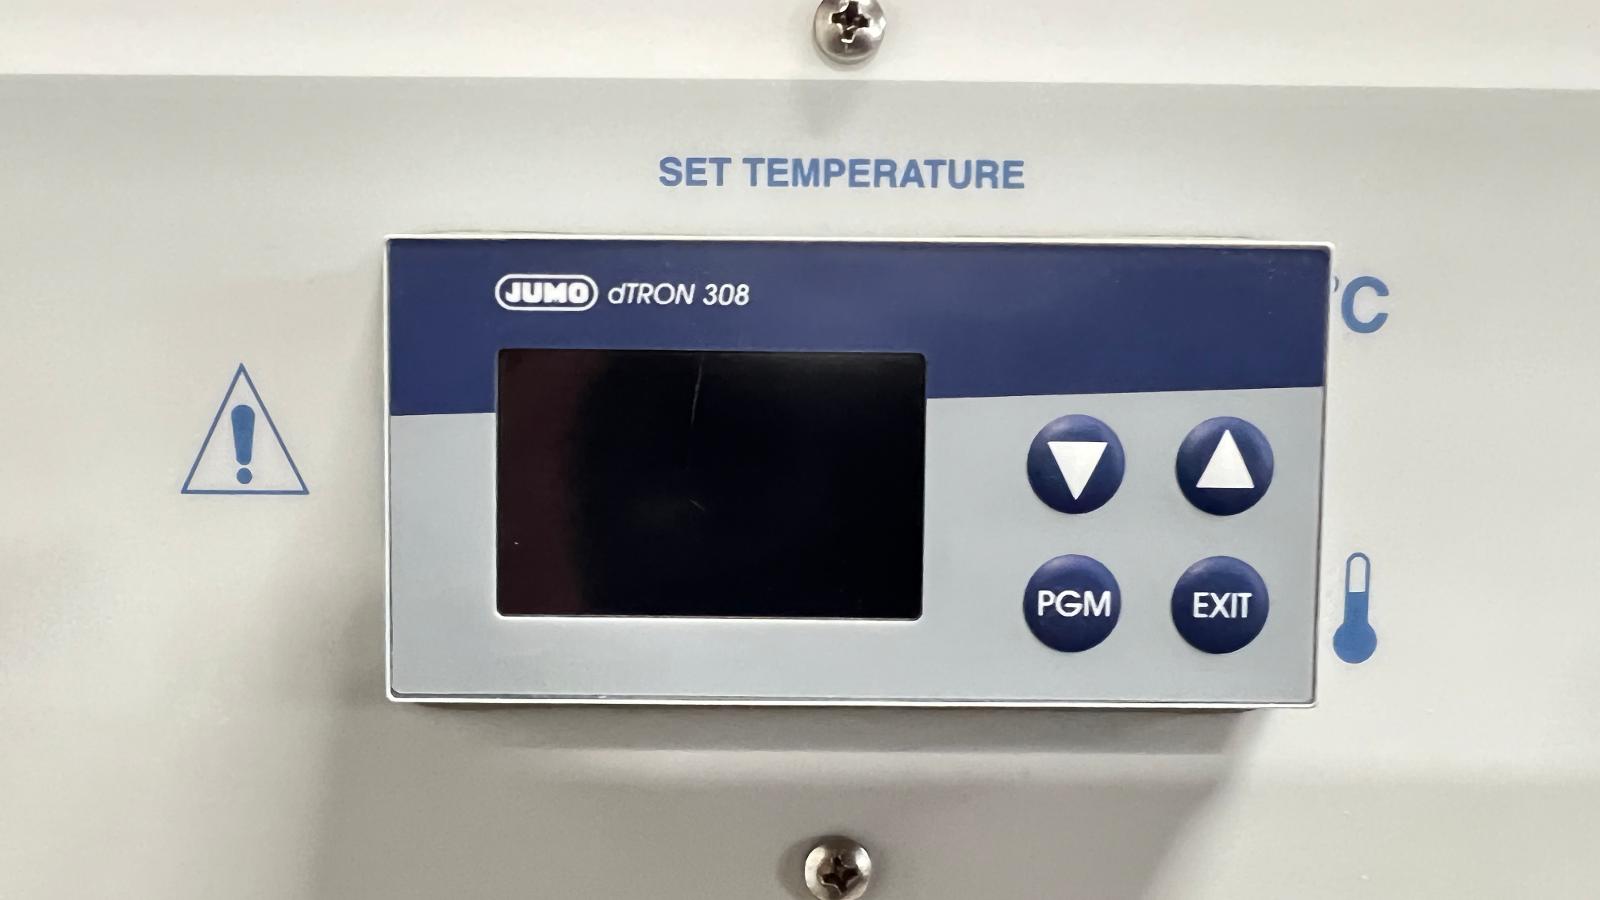 SET TEMPERATURE
JUMO dTRON 308
°C
PGM EXIT